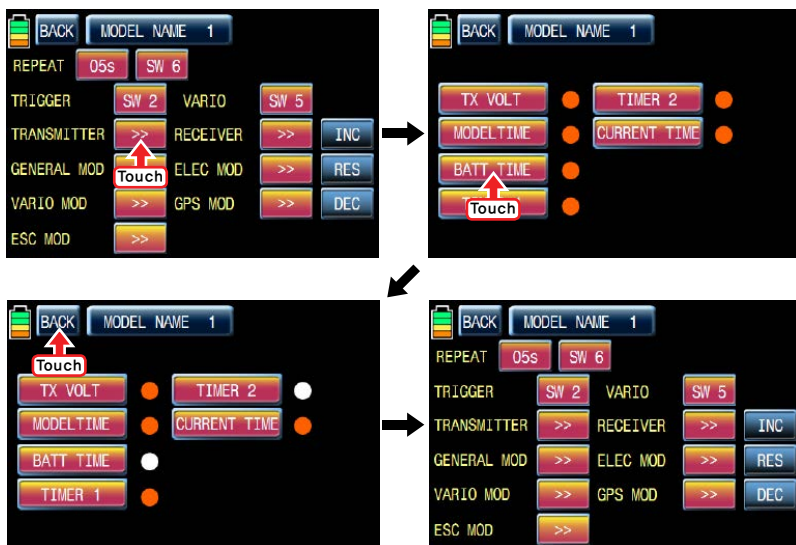 BACK MODEL NAME 1
REPEAT 05s SW 6
TRIGGER SW 2 VARIO SW 5
TRANSMITTER >> RECEIVER >> INC
GENERAL MOD ELEC MOD >> RES
Touch
VARIO MOD >> GPS MOD >> DEC
ESC MOD >>
BACK MODEL NAME 1
TX VOLT TIMER 2
MODELTIME CURRENT TIME
BATT TIME
Touch
BACK MODEL NAME 1
Touch
TX VOLT TIMER 2
MODELTIME CURRENT TIME
BATT TIME
TIMER 1
BACK MODEL NAME 1
REPEAT 05s SW 6
TRIGGER SW 2 VARIO SW 5
TRANSMITTER >> RECEIVER >> INC
GENERAL MOD >> ELEC MOD >> RES
VARIO MOD >> GPS MOD >> DEC
ESC MOD >>